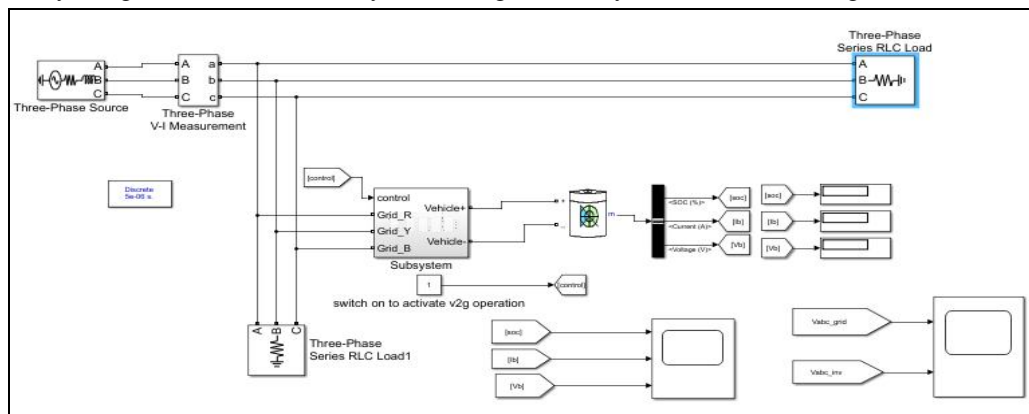 Three-Phase
Series RLC Load
A
B
C
A
B
C
Three-Phase Source
A
B
C
a
b
c
Three-Phase
V-I Measurement
A
B
C
Discrete
5e-06 s.
[control]
control
Grid_R
Grid_Y
Grid_B
Vehicle+
Vehicle-
Subsystem
+
m
<SOC (%)>
<Current (A)>
<Voltage (V)>
[soc]
[Ib]
[Vb]
[soc]
[Ib]
[Vb]
1
[control]
switch on to activate v2g operation
A
B
C
Three-Phase
Series RLC Load1
[soc]
[Ib]
[Vb]
Vabc_grid
Vabc_inv